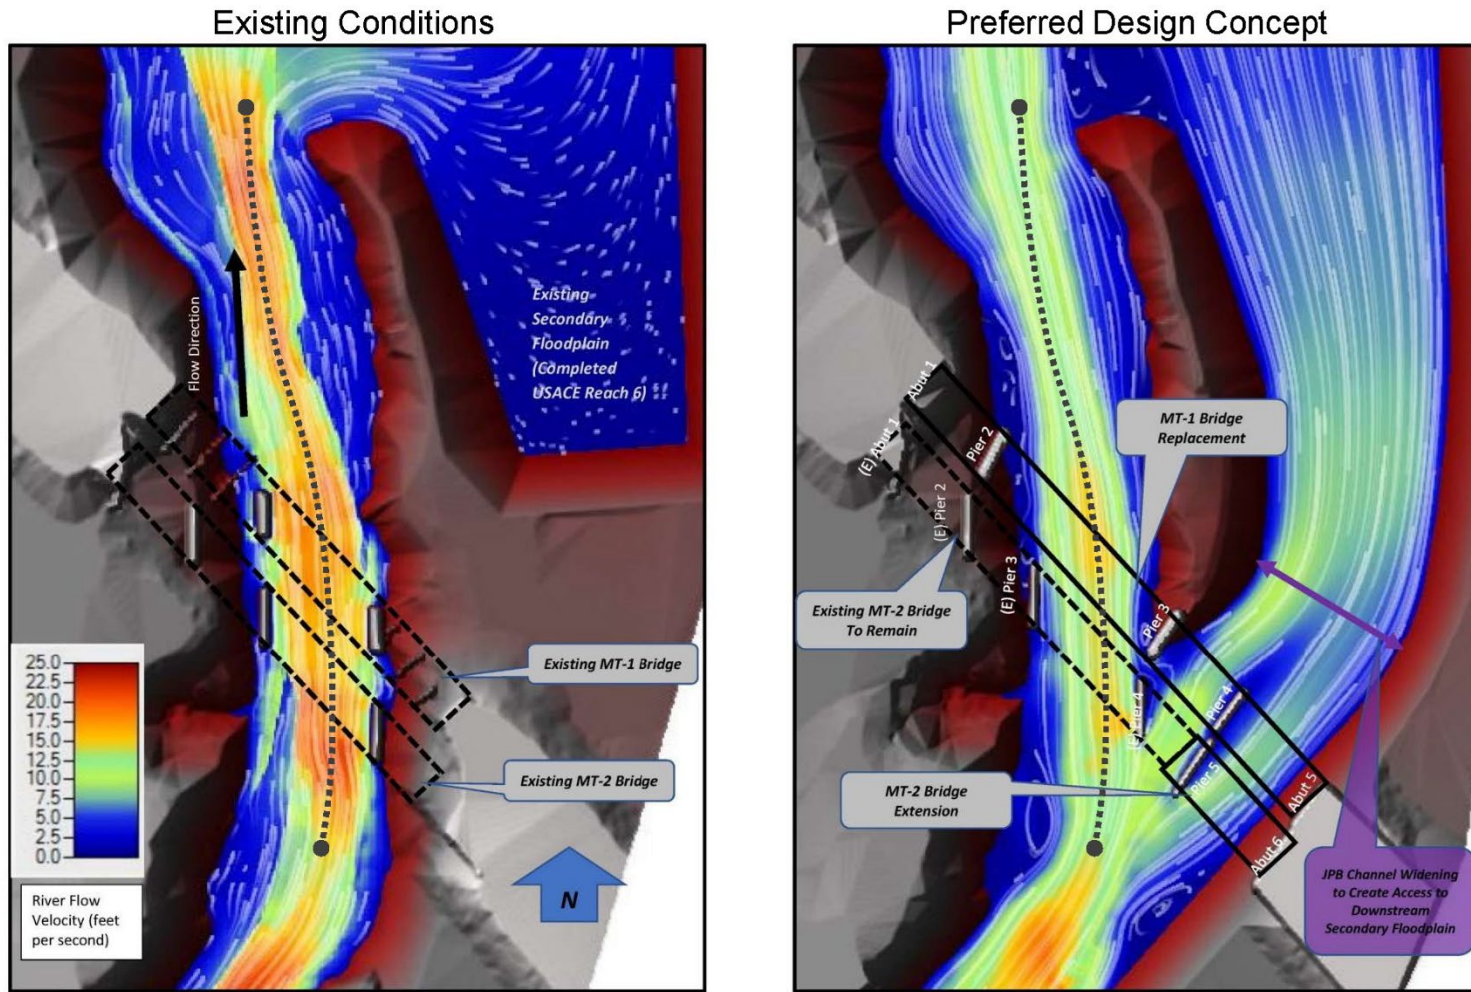 Existing Conditions
Flow Direction
Existing
Secondary
Floodplain
(Completed
USACE Reach 6)
Existing MT-1 Bridge
Existing MT-2 Bridge
25.0
22.5
20.0
17.5
15.0
12.5
10.0
7.5
5.0
2.5
0.0
River Flow
Velocity (feet
per second)
N
Preferred Design Concept
Abut 1
(E) Abut 1
Pier 2
(E) Pier 2
(E) Pier 3
Pier 3
(E) Pier 4
Pier 4
Pier 5
Abut 5
Abut 6
MT-1 Bridge
Replacement
Existing MT-2 Bridge
To Remain
MT-2 Bridge
Extension
JPB Channel Widening
to Create Access to
Downstream
Secondary Floodplain